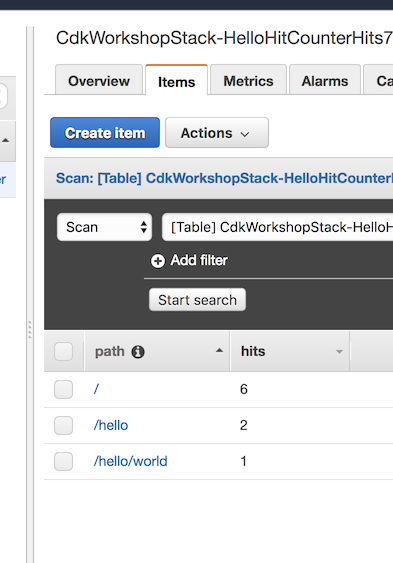 CdkWorkshopStack-HelloHitCounterHits7
Overview Items Metrics Alarms Ca
Create item Actions
Scan: [Table] CdkWorkshopStack-HelloHitCounter
Scan [Table] CdkWorkshopStack-HelloH
Add filter
Start search
path hits
/ 6
/hello 2
/hello/world 1
er